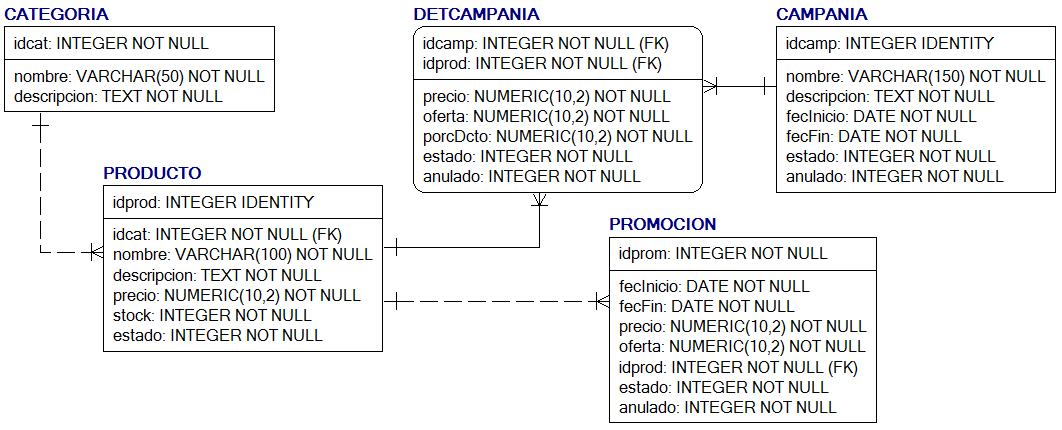 CATEGORIA
idcat: INTEGER NOT NULL
nombre: VARCHAR(50) NOT NULL
descripcion: TEXT NOT NULL
DETCAMPANIA
idcamp: INTEGER NOT NULL (FK)
idprod: INTEGER NOT NULL (FK)
precio: NUMERIC(10,2) NOT NULL
oferta: NUMERIC(10,2) NOT NULL
porcDcto: NUMERIC(10,2) NOT NULL
estado: INTEGER NOT NULL
anulado: INTEGER NOT NULL
CAMPANIA
idcamp: INTEGER IDENTITY
nombre: VARCHAR(150) NOT NULL
descripcion: TEXT NOT NULL
fecInicio: DATE NOT NULL
fecFin: DATE NOT NULL
estado: INTEGER NOT NULL
anulado: INTEGER NOT NULL
PRODUCTO
idprod: INTEGER IDENTITY
idcat: INTEGER NOT NULL (FK)
nombre: VARCHAR(100) NOT NULL
descripcion: TEXT NOT NULL
precio: NUMERIC(10,2) NOT NULL
stock: INTEGER NOT NULL
estado: INTEGER NOT NULL
PROMOCION
idprom: INTEGER NOT NULL
fecInicio: DATE NOT NULL
fecFin: DATE NOT NULL
precio: NUMERIC(10,2) NOT NULL
oferta: NUMERIC(10,2) NOT NULL
idprod: INTEGER NOT NULL (FK)
estado: INTEGER NOT NULL
anulado: INTEGER NOT NULL